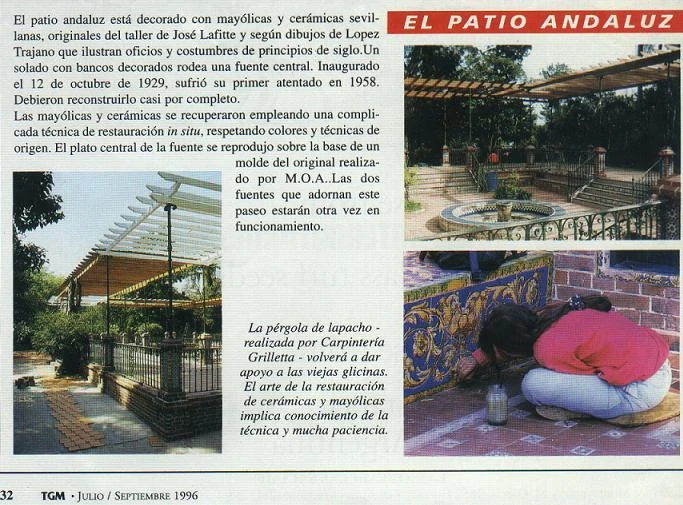 EL PATIO ANDALUZ
El patio andaluz está decorado con mayólicas y cerámicas sevil-
lanas, originales del taller de José Lafitte y según dibujos de Lopez
Trajano que ilustran oficios y costumbres de principios de siglo.Un
solado con bancos decorados rodea una fuente central. Inaugurado
el 12 de octubre de 1929, sufrió su primer atentado en 1958.
Debieron reconstruirlo casi por completo.
Las mayólicas y cerámicas se recuperaron empleando una compli-
cada técnica de restauración in situ, respetando colores y técnicas de
origen. El plato central de la fuente se reprodujo sobre la base de un
molde del original realiza-
do por M.O.A..Las dos
fuentes que adornan este
paseo estarán otra vez en
funcionamiento.
La pérgola de lapacho -
realizada por Carpintería
Grilletta - volverá a dar
apoyo a las viejas glicinas.
El arte de la restauración
de cerámicas y mayólicas
implica conocimiento de la
técnica y mucha paciencia.
32 TGM · JULIO / SEPTIEMBRE 1996